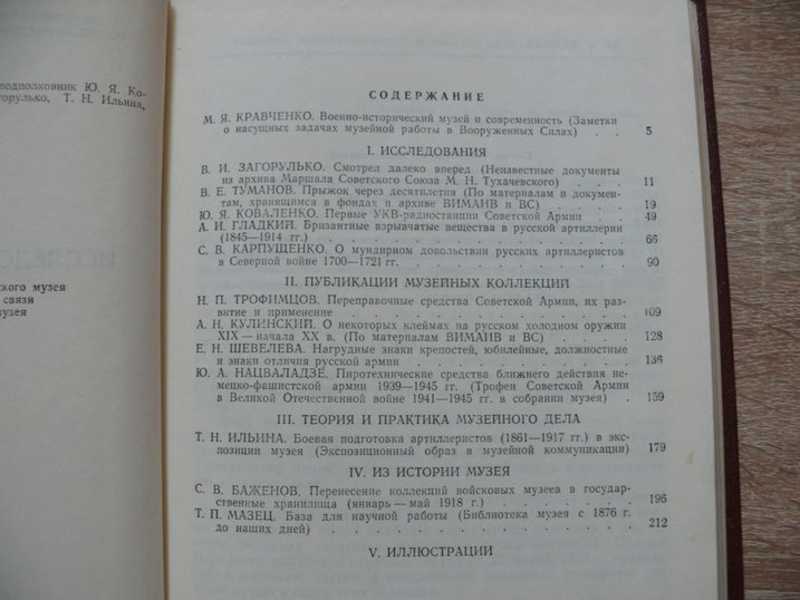 подполковник Ю. Я. Ко-
горулько, Т. Н. Ильина,
ИССЛЕДО
ского музея
связи
узея
СОДЕРЖАНИЕ
М. Я. КРАВЧЕНКО. Военно-исторический музей и современность (Заметки
о насущных задачах музейной работы в Вооруженных Силах) . . 5
I. ИССЛЕДОВАНИЯ
В. И. ЗАГОРУЛЬКО. Смотрел далеко вперед (Неизвестные документы
из архива Маршала Советского Союза М. Н. Тухачевского) . . . 11
В. Е. ТУМАНОВ. Прыжок через десятилетия (По материалам и докумен-
там, хранящимся в фондах и архиве ВИМАИВ и ВС) . . . . 19
Ю. Я. КОВАЛЕНКО. Первые УКВ-радиостанции Советской Армии . . 49
А. И. ГЛАДКИЙ. Бризантные взрывчатые вещества в русской артиллерии
(1845—1914 гг.) . . . . . . . . . . . . 66
С. В. КАРПУЩЕНКО. О мундирном довольствии русских артиллеристов
в Северной войне 1700—1721 гг. . . . . . . . . . 90
II. ПУБЛИКАЦИИ МУЗЕЙНЫХ КОЛЛЕКЦИЙ
Н. П. ТРОФИМЦОВ. Переправочные средства Советской Армии, их раз-
витие и применение . . . . . . . . . . . 109
А. Н. КУЛИНСКИЙ. О некоторых клеймах на русском холодном оружии
XIX — начала XX в. (По материалам ВИМАИВ и ВС) . . . . 128
Е. Н. ШЕВЕЛЕВА. Нагрудные знаки крепостей, юбилейные, должностные
и знаки отличия русской армии . . . . . . . . . 136
Ю. А. НАЦВАЛАДЗЕ. Пиротехнические средства ближнего действия не-
мецко-фашистской армии 1939—1945 гг. (Трофеи Советской Армии
в Великой Отечественной войне 1941—1945 гг. в собрании музея) . 159
III. ТЕОРИЯ И ПРАКТИКА МУЗЕЙНОГО ДЕЛА
Т. Н. ИЛЬИНА. Боевая подготовка артиллеристов (1861—1917 гг.) в экс-
позиции музея (Экспозиционный образ в музейной коммуникации) 179
IV. ИЗ ИСТОРИИ МУЗЕЯ
С. В. БАЖЕНОВ. Перенесение коллекций войсковых музеев в государ-
ственные хранилища (январь — май 1918 г.) . . . . . . 196
Т. П. МАЗЕЦ. База для научной работы (Библиотека музея с 1876 г.
до наших дней) . . . . . . . . . . . . 212
V. ИЛЛЮСТРАЦИИ